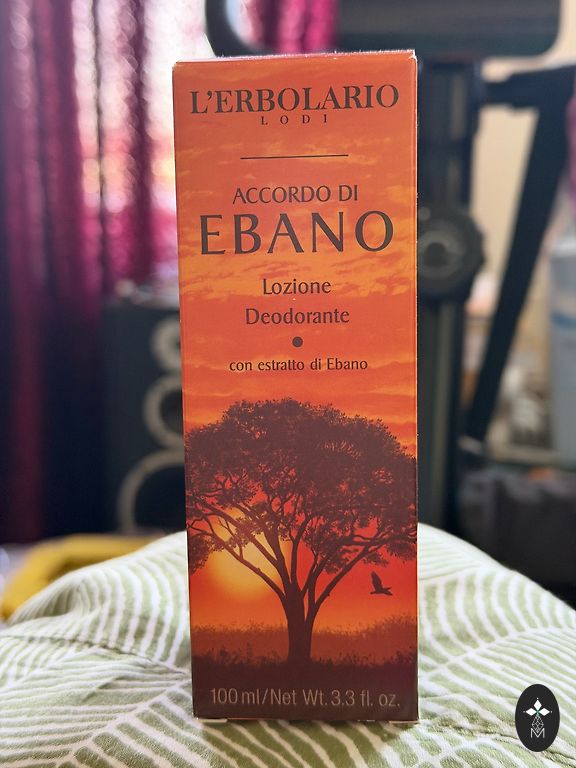 L'ERBOLARIO
LODI
ACCORDO DI
EBANO
Lozione
Deodorante
con estratto di Ebano
100 ml/Net Wt. 3.3 fl. oz.